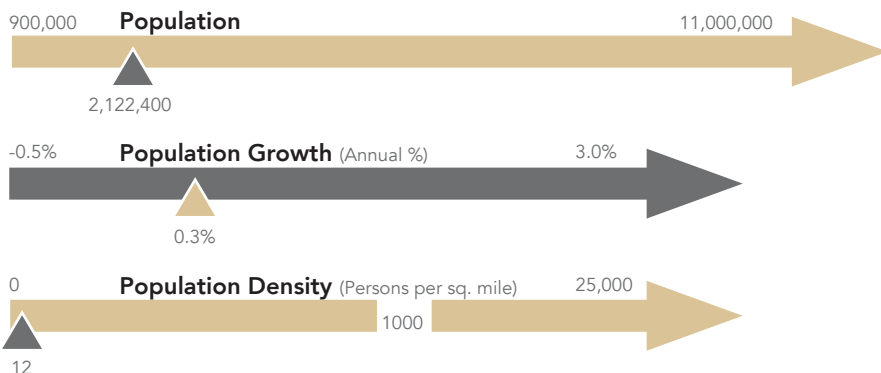 900,000 Population 11,000,000
2,122,400
-0.5% Population Growth (Annual %) 3.0%
0.3%
0 Population Density (Persons per sq. mile) 25,000
1000
12